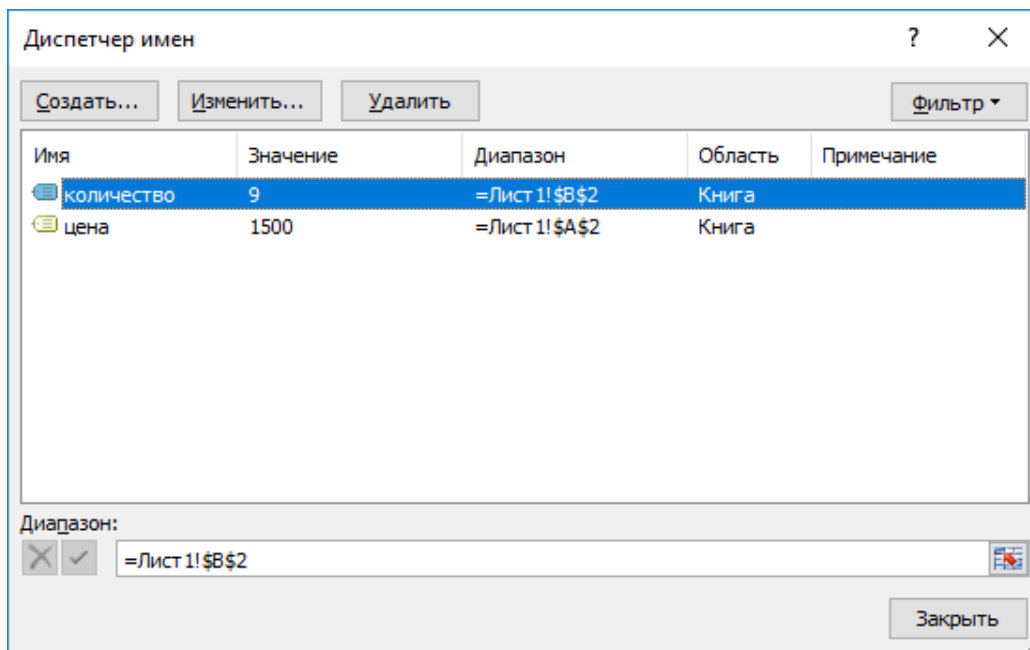 Диспетчер имен ?
Создать... Изменить... Удалить Фильтр
Имя Значение Диапазон Область Примечание
количество 9 =Лист1!$B$2 Книга
цена 1500 =Лист1!$A$2 Книга
Диапазон:
=Лист1!$B$2
Закрыть